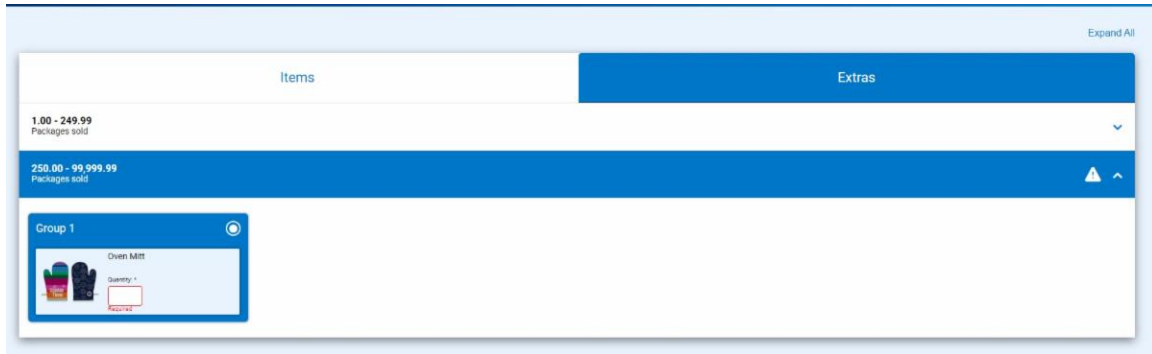 Expand All
Items
Extras
1.00 - 249.99
Packages sold
250.00 - 99,999.99
Packages sold
Group 1
Oven Mitt
Quantity: *
Required